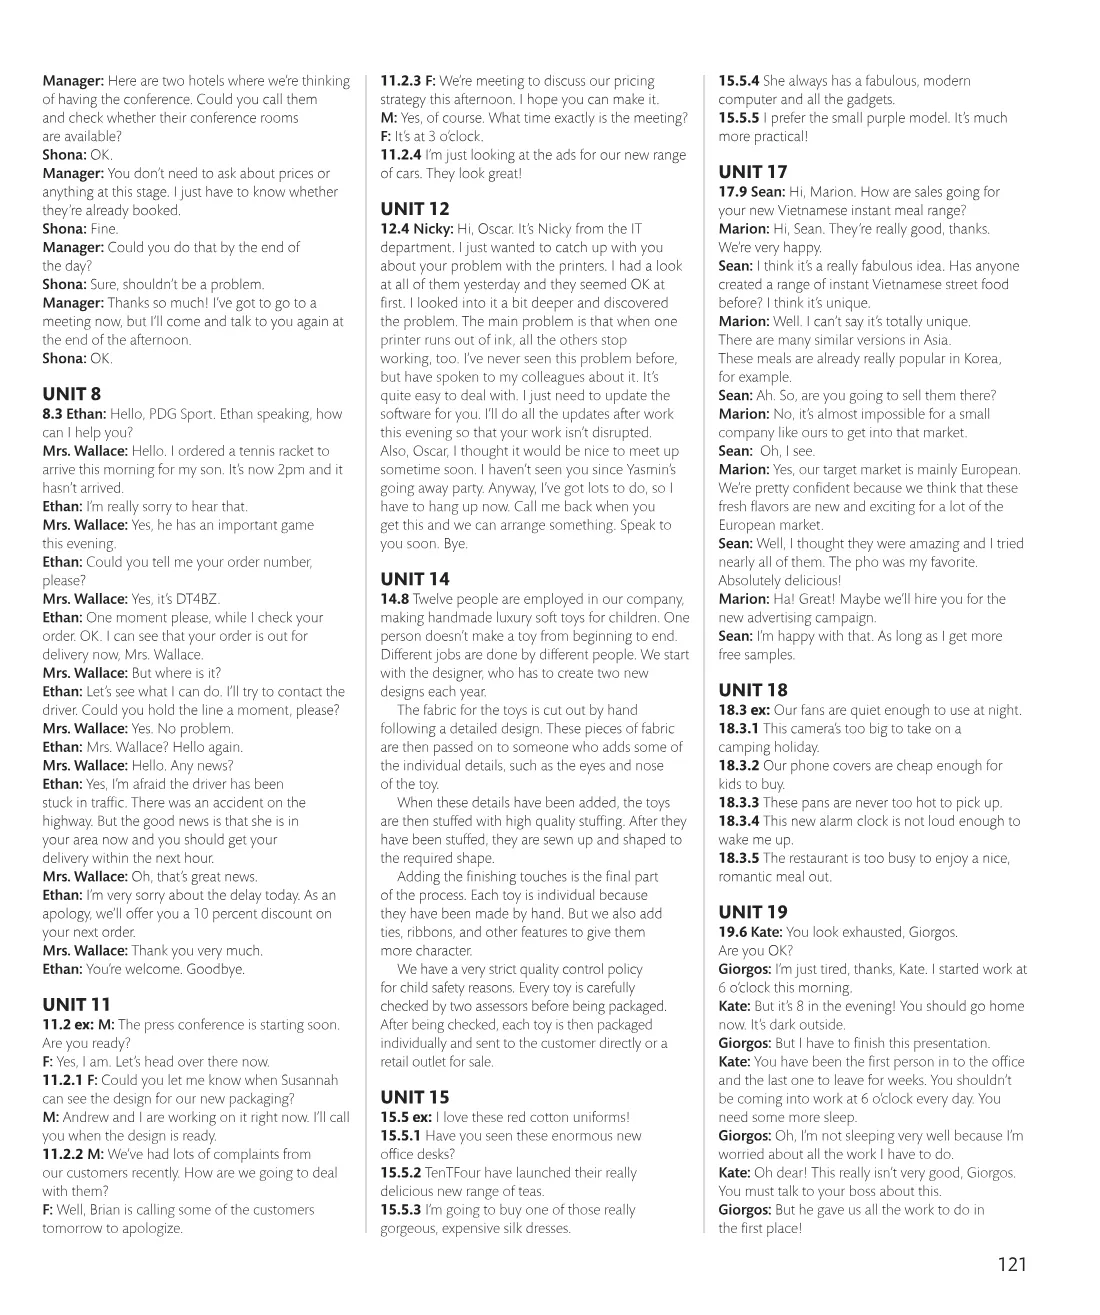 Manager: Here are two hotels where we’re thinking
of having the conference. Could you call them
and check whether their conference rooms
are available?
Shona: OK.
Manager: You don’t need to ask about prices or
anything at this stage. I just have to know whether
they’re already booked.
Shona: Fine.
Manager: Could you do that by the end of
the day?
Shona: Sure, shouldn’t be a problem.
Manager: Thanks so much! I’ve got to go to a
meeting now, but I’ll come and talk to you again at
the end of the afternoon.
Shona: OK.
UNIT 8
8.3 Ethan: Hello, PDG Sport. Ethan speaking, how
can I help you?
Mrs. Wallace: Hello. I ordered a tennis racket to
arrive this morning for my son. It’s now 2pm and it
hasn’t arrived.
Ethan: I’m really sorry to hear that.
Mrs. Wallace: Yes, he has an important game
this evening.
Ethan: Could you tell me your order number,
please?
Mrs. Wallace: Yes, it’s DT4BZ.
Ethan: One moment please, while I check your
order. OK. I can see that your order is out for
delivery now, Mrs. Wallace.
Mrs. Wallace: But where is it?
Ethan: Let’s see what I can do. I’ll try to contact the
driver. Could you hold the line a moment, please?
Mrs. Wallace: Yes. No problem.
Ethan: Mrs. Wallace? Hello again.
Mrs. Wallace: Hello. Any news?
Ethan: Yes, I’m afraid the driver has been
stuck in traffic. There was an accident on the
highway. But the good news is that she is in
your area now and you should get your
delivery within the next hour.
Mrs. Wallace: Oh, that’s great news.
Ethan: I’m very sorry about the delay today. As an
apology, we’ll offer you a 10 percent discount on
your next order.
Mrs. Wallace: Thank you very much.
Ethan: You’re welcome. Goodbye.
UNIT 11
11.2 ex: M: The press conference is starting soon.
Are you ready?
F: Yes, I am. Let’s head over there now.
11.2.1 F: Could you let me know when Susannah
can see the design for our new packaging?
M: Andrew and I are working on it right now. I’ll call
you when the design is ready.
11.2.2 M: We’ve had lots of complaints from
our customers recently. How are we going to deal
with them?
F: Well, Brian is calling some of the customers
tomorrow to apologize.
11.2.3 F: We’re meeting to discuss our pricing
strategy this afternoon. I hope you can make it.
M: Yes, of course. What time exactly is the meeting?
F: It’s at 3 o’clock.
11.2.4 I’m just looking at the ads for our new range
of cars. They look great!
UNIT 12
12.4 Nicky: Hi, Oscar. It’s Nicky from the IT
department. I just wanted to catch up with you
about your problem with the printers. I had a look
at all of them yesterday and they seemed OK at
first. I looked into it a bit deeper and discovered
the problem. The main problem is that when one
printer runs out of ink, all the others stop
working, too. I’ve never seen this problem before,
but have spoken to my colleagues about it. It’s
quite easy to deal with. I just need to update the
software for you. I’ll do all the updates after work
this evening so that your work isn’t disrupted.
Also, Oscar, I thought it would be nice to meet up
sometime soon. I haven’t seen you since Yasmin’s
going away party. Anyway, I’ve got lots to do, so I
have to hang up now. Call me back when you
get this and we can arrange something. Speak to
you soon. Bye.
UNIT 14
14.8 Twelve people are employed in our company,
making handmade luxury soft toys for children. One
person doesn’t make a toy from beginning to end.
Different jobs are done by different people. We start
with the designer, who has to create two new
designs each year.
The fabric for the toys is cut out by hand
following a detailed design. These pieces of fabric
are then passed on to someone who adds some of
the individual details, such as the eyes and nose
of the toy.
When these details have been added, the toys
are then stuffed with high quality stuffing. After they
have been stuffed, they are sewn up and shaped to
the required shape.
Adding the finishing touches is the final part
of the process. Each toy is individual because
they have been made by hand. But we also add
ties, ribbons, and other features to give them
more character.
We have a very strict quality control policy
for child safety reasons. Every toy is carefully
checked by two assessors before being packaged.
After being checked, each toy is then packaged
individually and sent to the customer directly or a
retail outlet for sale.
UNIT 15
15.5 ex: I love these red cotton uniforms!
15.5.1 Have you seen these enormous new
office desks?
15.5.2 TenTFour have launched their really
delicious new range of teas.
15.5.3 I’m going to buy one of those really
gorgeous, expensive silk dresses.
15.5.4 She always has a fabulous, modern
computer and all the gadgets.
15.5.5 I prefer the small purple model. It’s much
more practical!
UNIT 17
17.9 Sean: Hi, Marion. How are sales going for
your new Vietnamese instant meal range?
Marion: Hi, Sean. They’re really good, thanks.
We’re very happy.
Sean: I think it’s a really fabulous idea. Has anyone
created a range of instant Vietnamese street food
before? I think it’s unique.
Marion: Well. I can’t say it’s totally unique.
There are many similar versions in Asia.
These meals are already really popular in Korea,
for example.
Sean: Ah. So, are you going to sell them there?
Marion: No, it’s almost impossible for a small
company like ours to get into that market.
Sean: Oh, I see.
Marion: Yes, our target market is mainly European.
We’re pretty confident because we think that these
fresh flavors are new and exciting for a lot of the
European market.
Sean: Well, I thought they were amazing and I tried
nearly all of them. The pho was my favorite.
Absolutely delicious!
Marion: Ha! Great! Maybe we’ll hire you for the
new advertising campaign.
Sean: I’m happy with that. As long as I get more
free samples.
UNIT 18
18.3 ex: Our fans are quiet enough to use at night.
18.3.1 This camera’s too big to take on a
camping holiday.
18.3.2 Our phone covers are cheap enough for
kids to buy.
18.3.3 These pans are never too hot to pick up.
18.3.4 This new alarm clock is not loud enough to
wake me up.
18.3.5 The restaurant is too busy to enjoy a nice,
romantic meal out.
UNIT 19
19.6 Kate: You look exhausted, Giorgos.
Are you OK?
Giorgos: I’m just tired, thanks, Kate. I started work at
6 o’clock this morning.
Kate: But it’s 8 in the evening! You should go home
now. It’s dark outside.
Giorgos: But I have to finish this presentation.
Kate: You have been the first person in to the office
and the last one to leave for weeks. You shouldn’t
be coming into work at 6 o’clock every day. You
need some more sleep.
Giorgos: Oh, I’m not sleeping very well because I’m
worried about all the work I have to do.
Kate: Oh dear! This really isn’t very good, Giorgos.
You must talk to your boss about this.
Giorgos: But he gave us all the work to do in
the first place!
121